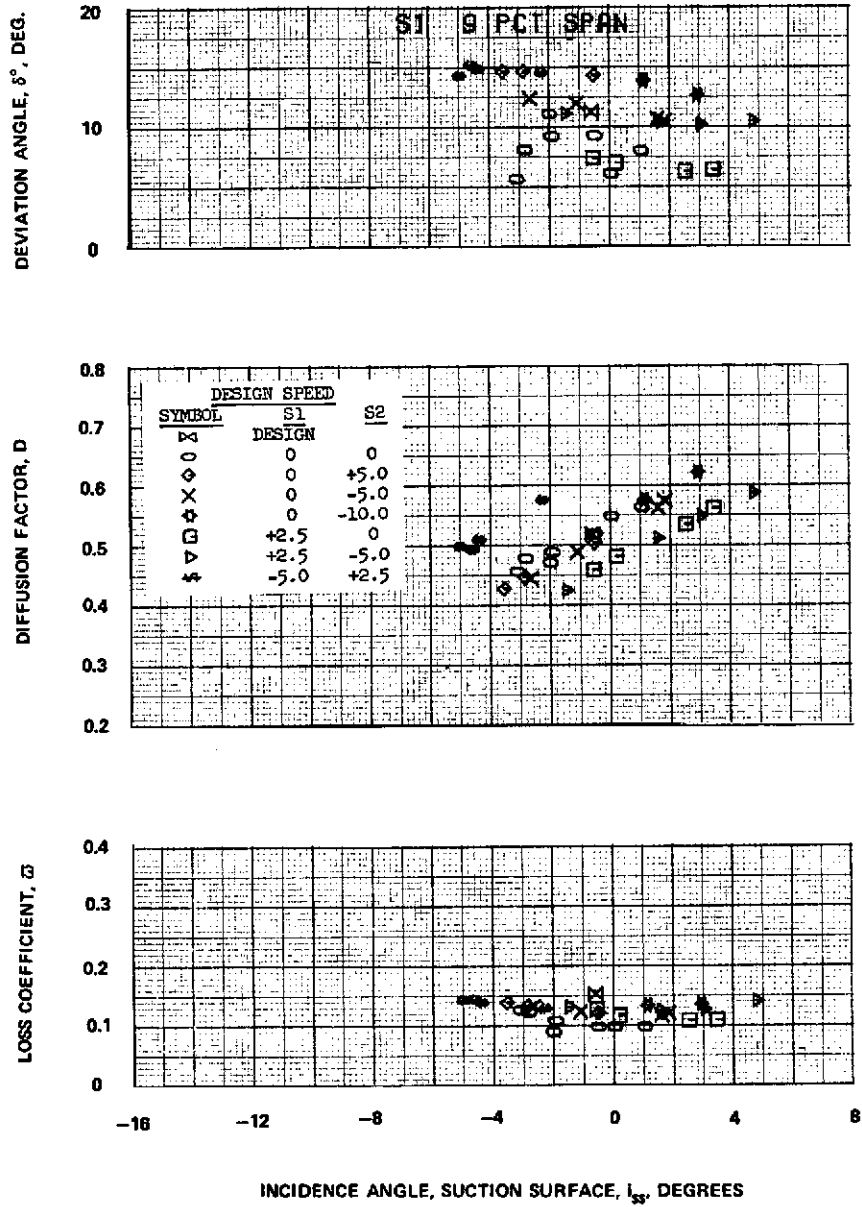 S1 9 PCT SPAN
DEVIATION ANGLE, δ°, DEG.
20
10
0
DIFFUSION FACTOR, D
0.8
0.7
0.6
0.5
0.4
0.3
0.2
DESIGN SPEED
SYMBOL S1 S2
DESIGN
0 0
0 +5.0
0 -5.0
0 -10.0
+2.5 0
+2.5 -5.0
-5.0 +2.5
LOSS COEFFICIENT, ϖ
0.4
0.3
0.2
0.1
0
-16 -12 -8 -4 0 4 8
INCIDENCE ANGLE, SUCTION SURFACE, iss, DEGREES